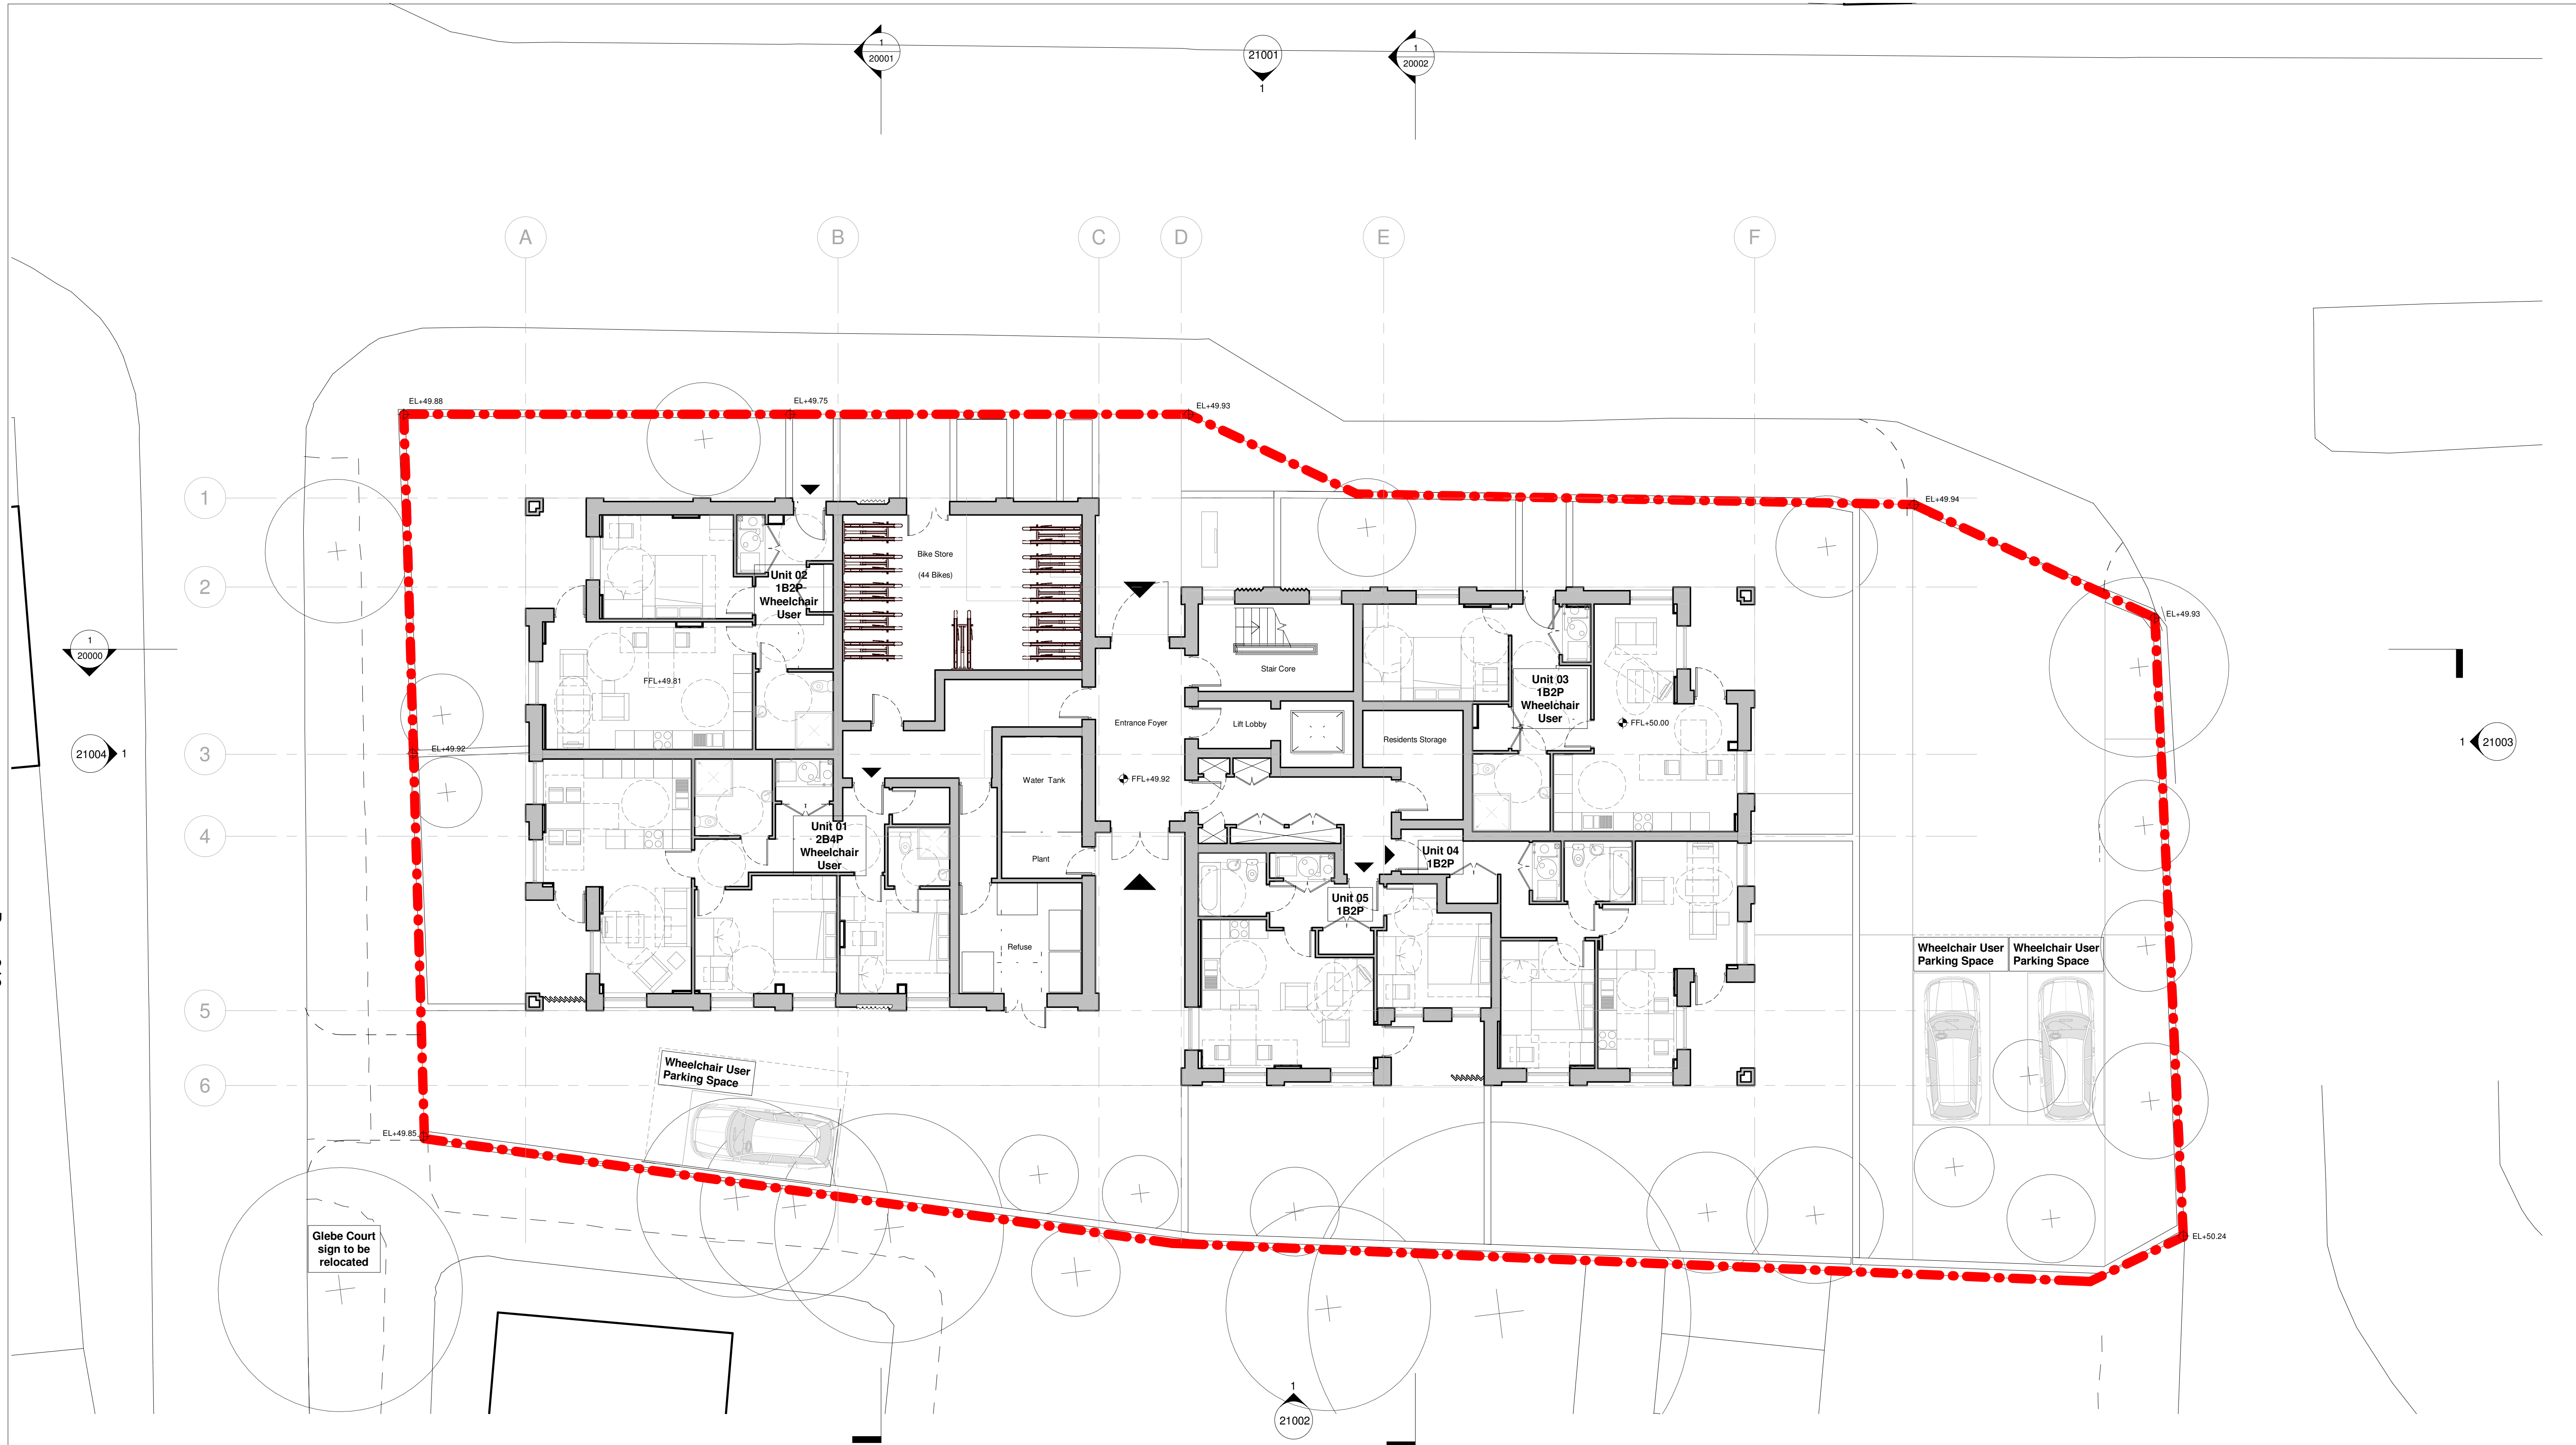 1
20001
21001
1
1
20002
A
B
C
D
E
F
EL+49.88
EL+49.75
EL+49.93
EL+49.94
EL+49.93
1
2
3
4
5
6
1
20000
21004
1
1
21003
Unit 02
1B2P
Wheelchair
User
Bike Store
(44 Bikes)
FFL+49.81
Stair Core
Entrance Foyer
Lift Lobby
Residents Storage
Unit 03
1B2P
Wheelchair
User
FFL+50.00
EL+49.92
Water Tank
FFL+49.92
Unit 01
2B4P
Wheelchair
User
Plant
Unit 04
1B2P
Unit 05
1B2P
Refuse
Wheelchair User
Parking Space
Wheelchair User
Parking Space
Wheelchair User
Parking Space
EL+49.85
Glebe Court
sign to be
relocated
EL+50.24
1
21002